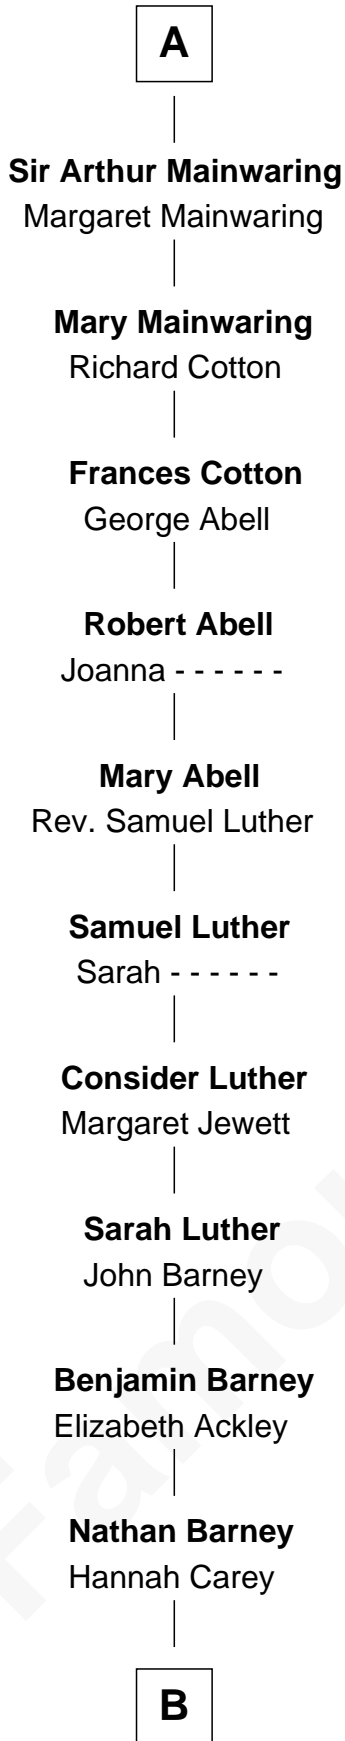 A
Sir Arthur Mainwaring
Margaret Mainwaring
Mary Mainwaring
Richard Cotton
Frances Cotton
George Abell
Robert Abell
Joanna - - - - - -
Mary Abell
Rev. Samuel Luther
Samuel Luther
Sarah - - - - - -
Consider Luther
Margaret Jewett
Sarah Luther
John Barney
Benjamin Barney
Elizabeth Ackley
Nathan Barney
Hannah Carey
B